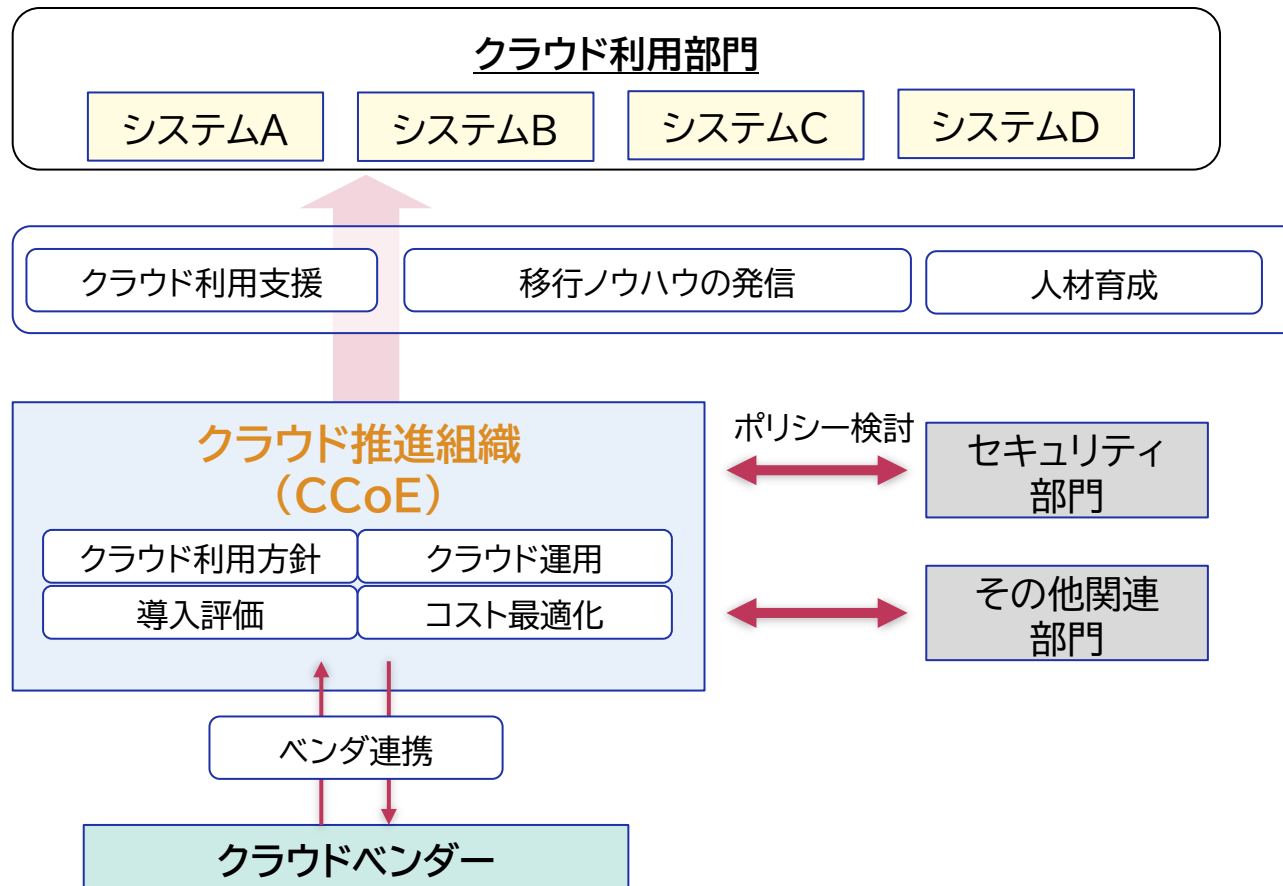 クラウド利用部門
システムA
システムB
システムC
システムD
クラウド利用支援
移行ノウハウの発信
人材育成
クラウド推進組織
（CCoE）
クラウド利用方針
クラウド運用
導入評価
コスト最適化
ポリシー検討
セキュリティ
部門
その他関連
部門
ベンダ連携
クラウドベンダー